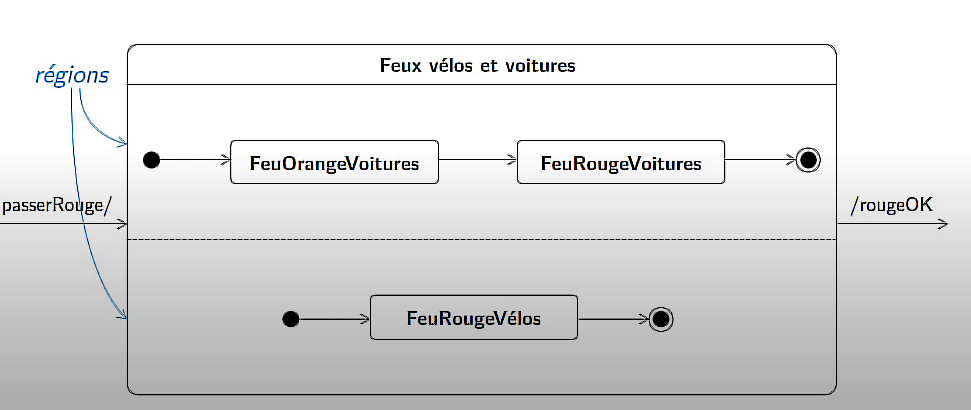 Feux vélos et voitures
régions
FeuOrangeVoitures
FeuRougeVoitures
passerRouge/
/rougeOK
FeuRougeVélos